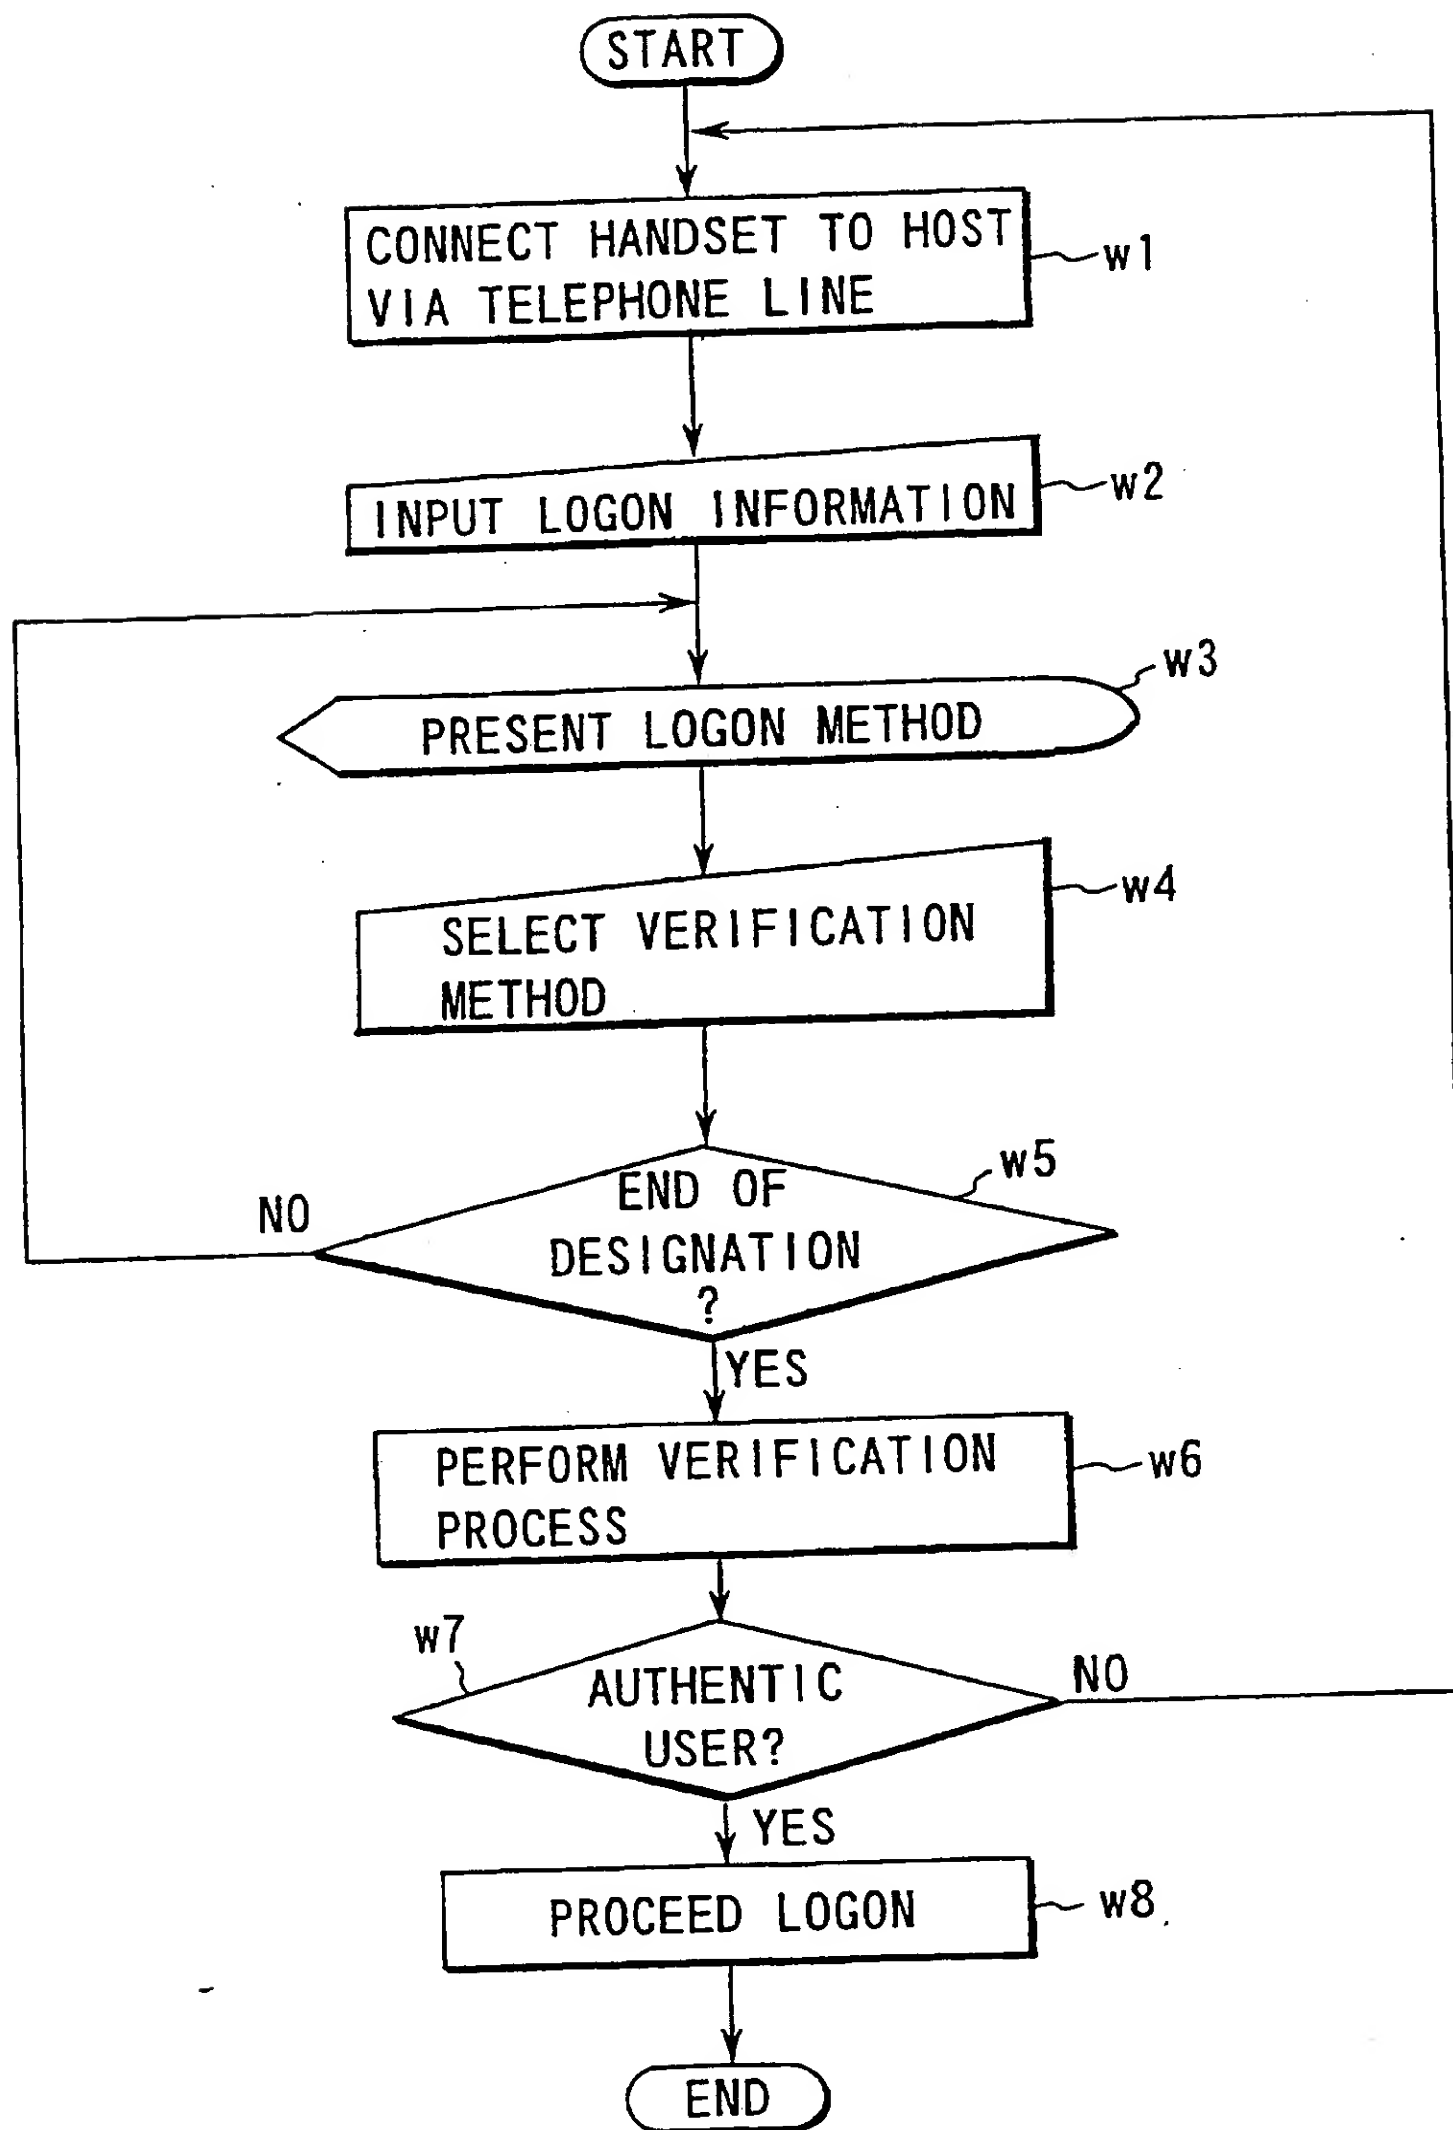 START
CONNECT HANDSET TO HOST
VIA TELEPHONE LINE
w1
INPUT LOGON INFORMATION
w2
PRESENT LOGON METHOD
w3
SELECT VERIFICATION
METHOD
w4
END OF
DESIGNATION
?
w5
NO
YES
PERFORM VERIFICATION
PROCESS
w6
w7
AUTHENTIC
USER?
NO
YES
PROCEED LOGON
w8
END